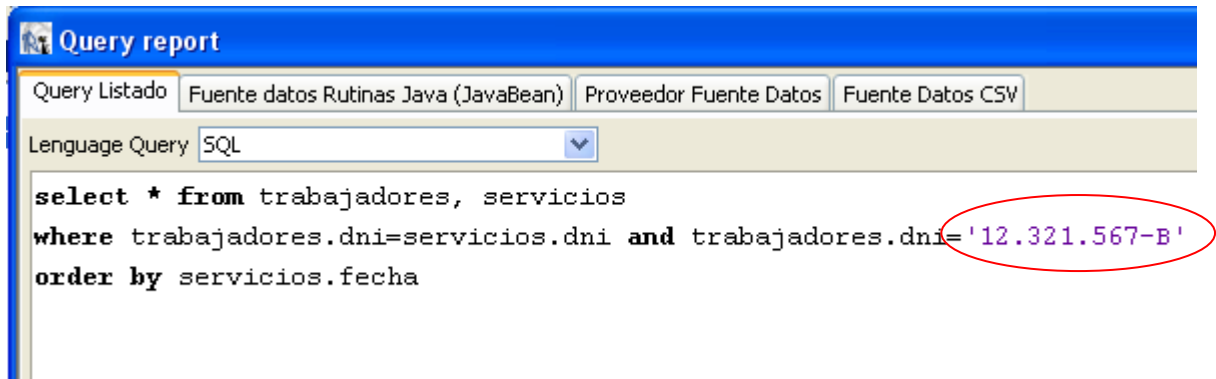 Query report
Query Listado Fuente datos Rutinas Java (JavaBean) Proveedor Fuente Datos Fuente Datos CSV
Lenguage Query SQL
select * from trabajadores, servicios
where trabajadores.dni=servicios.dni and trabajadores.dni='12.321.567-B'
order by servicios.fecha